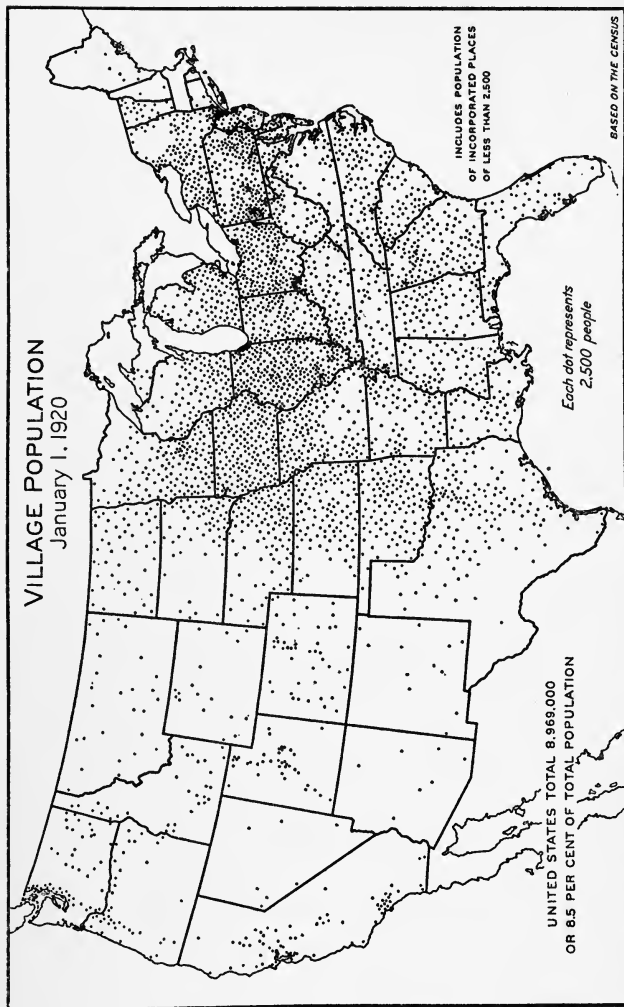 VILLAGE POPULATION
January 1, 1920
INCLUDES POPULATION
OF INCORPORATED PLACES
OF LESS THAN 2,500
Each dot represents
2,500 people
UNITED STATES TOTAL 8,969,000
OR 8.5 PER CENT OF TOTAL POPULATION
BASED ON THE CENSUS